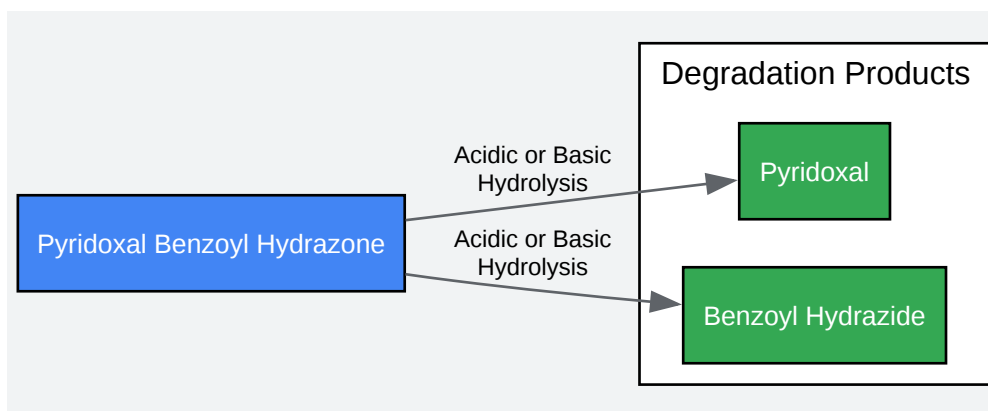 Degradation Products
Acidic or Basic
Hydrolysis
Pyridoxal
Pyridoxal Benzoyl Hydrazone
Acidic or Basic
Hydrolysis
Benzoyl Hydrazide